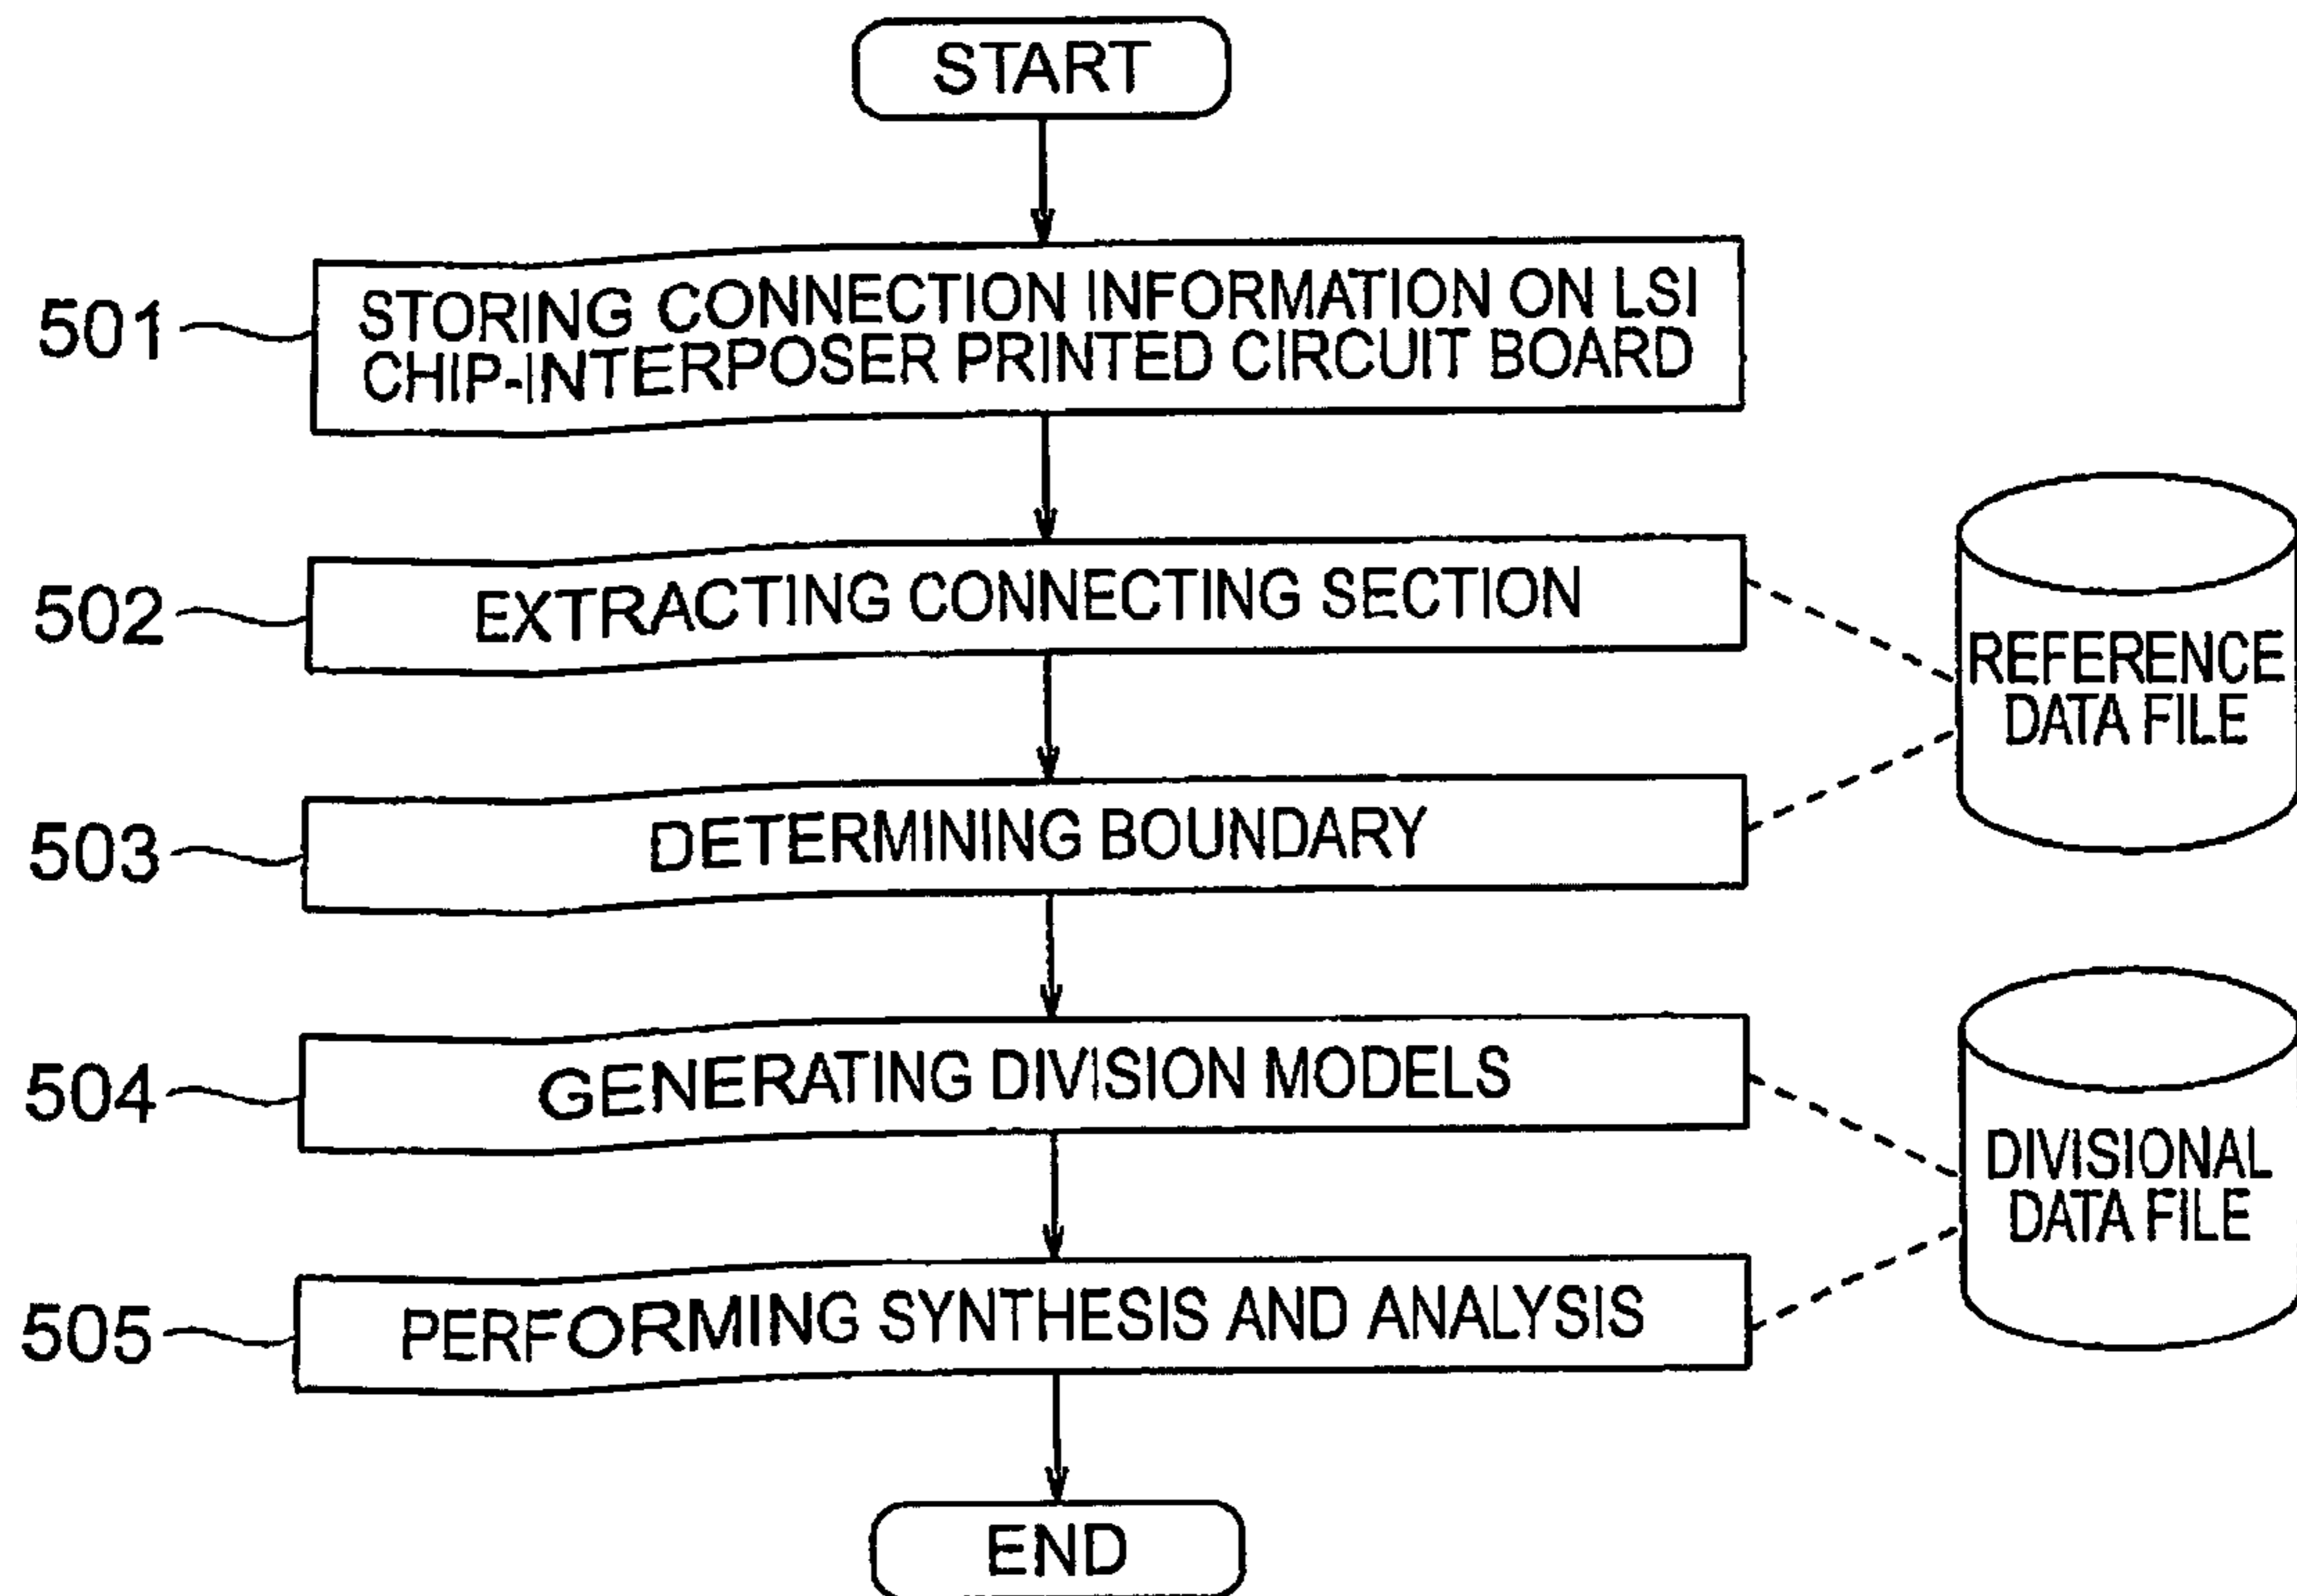 START
501
STORING CONNECTION INFORMATION ON LSI
CHIP-INTERPOSER PRINTED CIRCUIT BOARD
502
EXTRACTING CONNECTING SECTION
REFERENCE
DATA FILE
503
DETERMINING BOUNDARY
504
GENERATING DIVISION MODELS
DIVISIONAL
DATA FILE
505
PERFORMING SYNTHESIS AND ANALYSIS
END